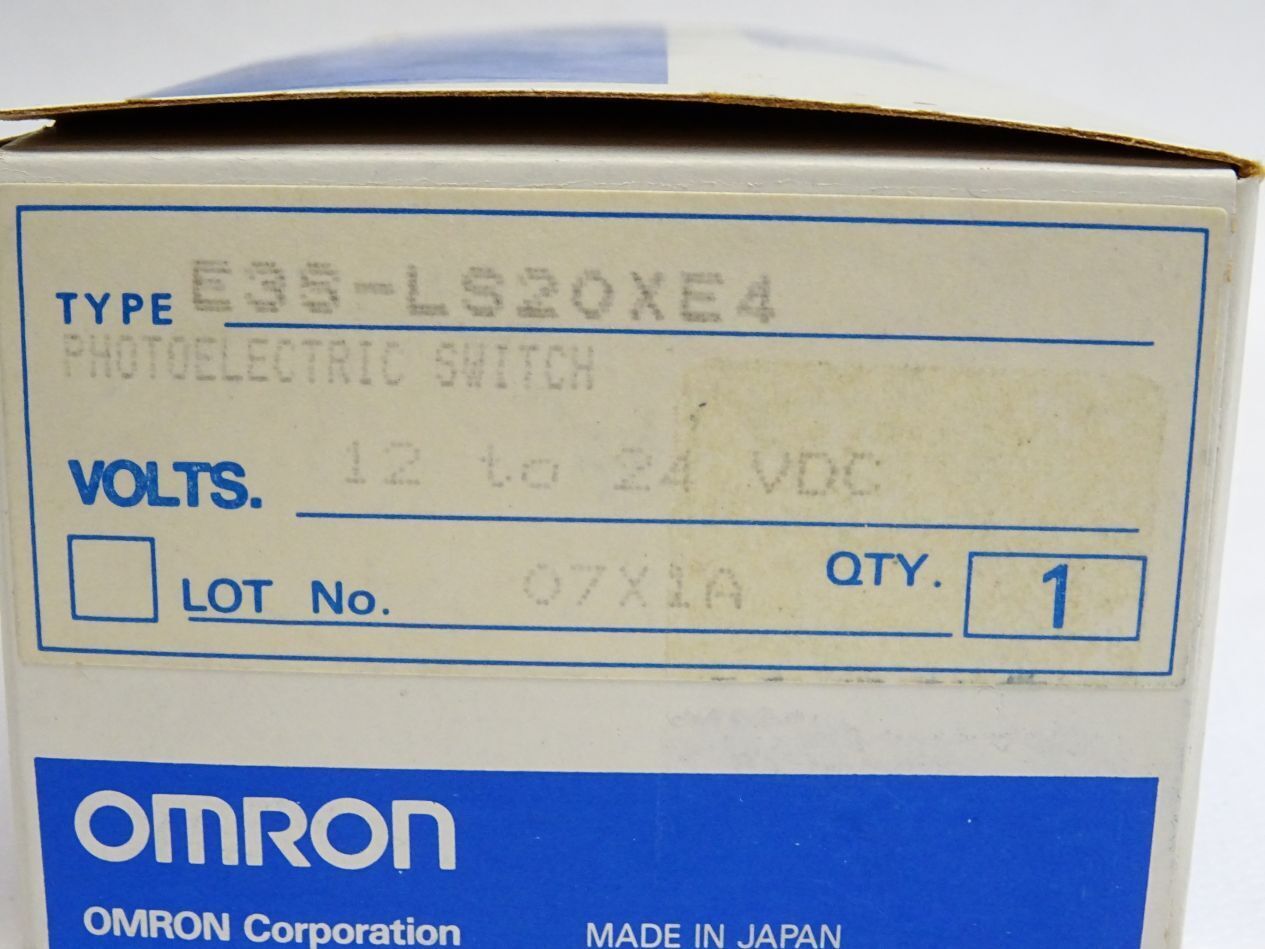 TYPE E3S-LS20XE4
PHOTOELECTRIC SWITCH
VOLTS. 12 to 24 VDC
LOT No. 07X1A QTY. 1
OMRON
OMRON Corporation MADE IN JAPAN